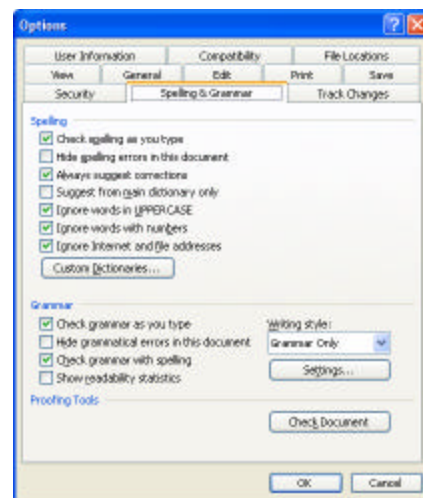 Options
User Information Compatibility File Locations
View General Edit Print Save
Security Spelling & Grammar Track Changes
Spelling
Check spelling as you type
Hide spelling errors in this document
Always suggest corrections
Suggest from main dictionary only
Ignore words in UPPERCASE
Ignore words with numbers
Ignore Internet and file addresses
Custom Dictionaries...
Grammar
Check grammar as you type Writing style:
Hide grammatical errors in this document Grammar Only
Check grammar with spelling Settings...
Show readability statistics
Proofing Tools
Check Document
OK Cancel